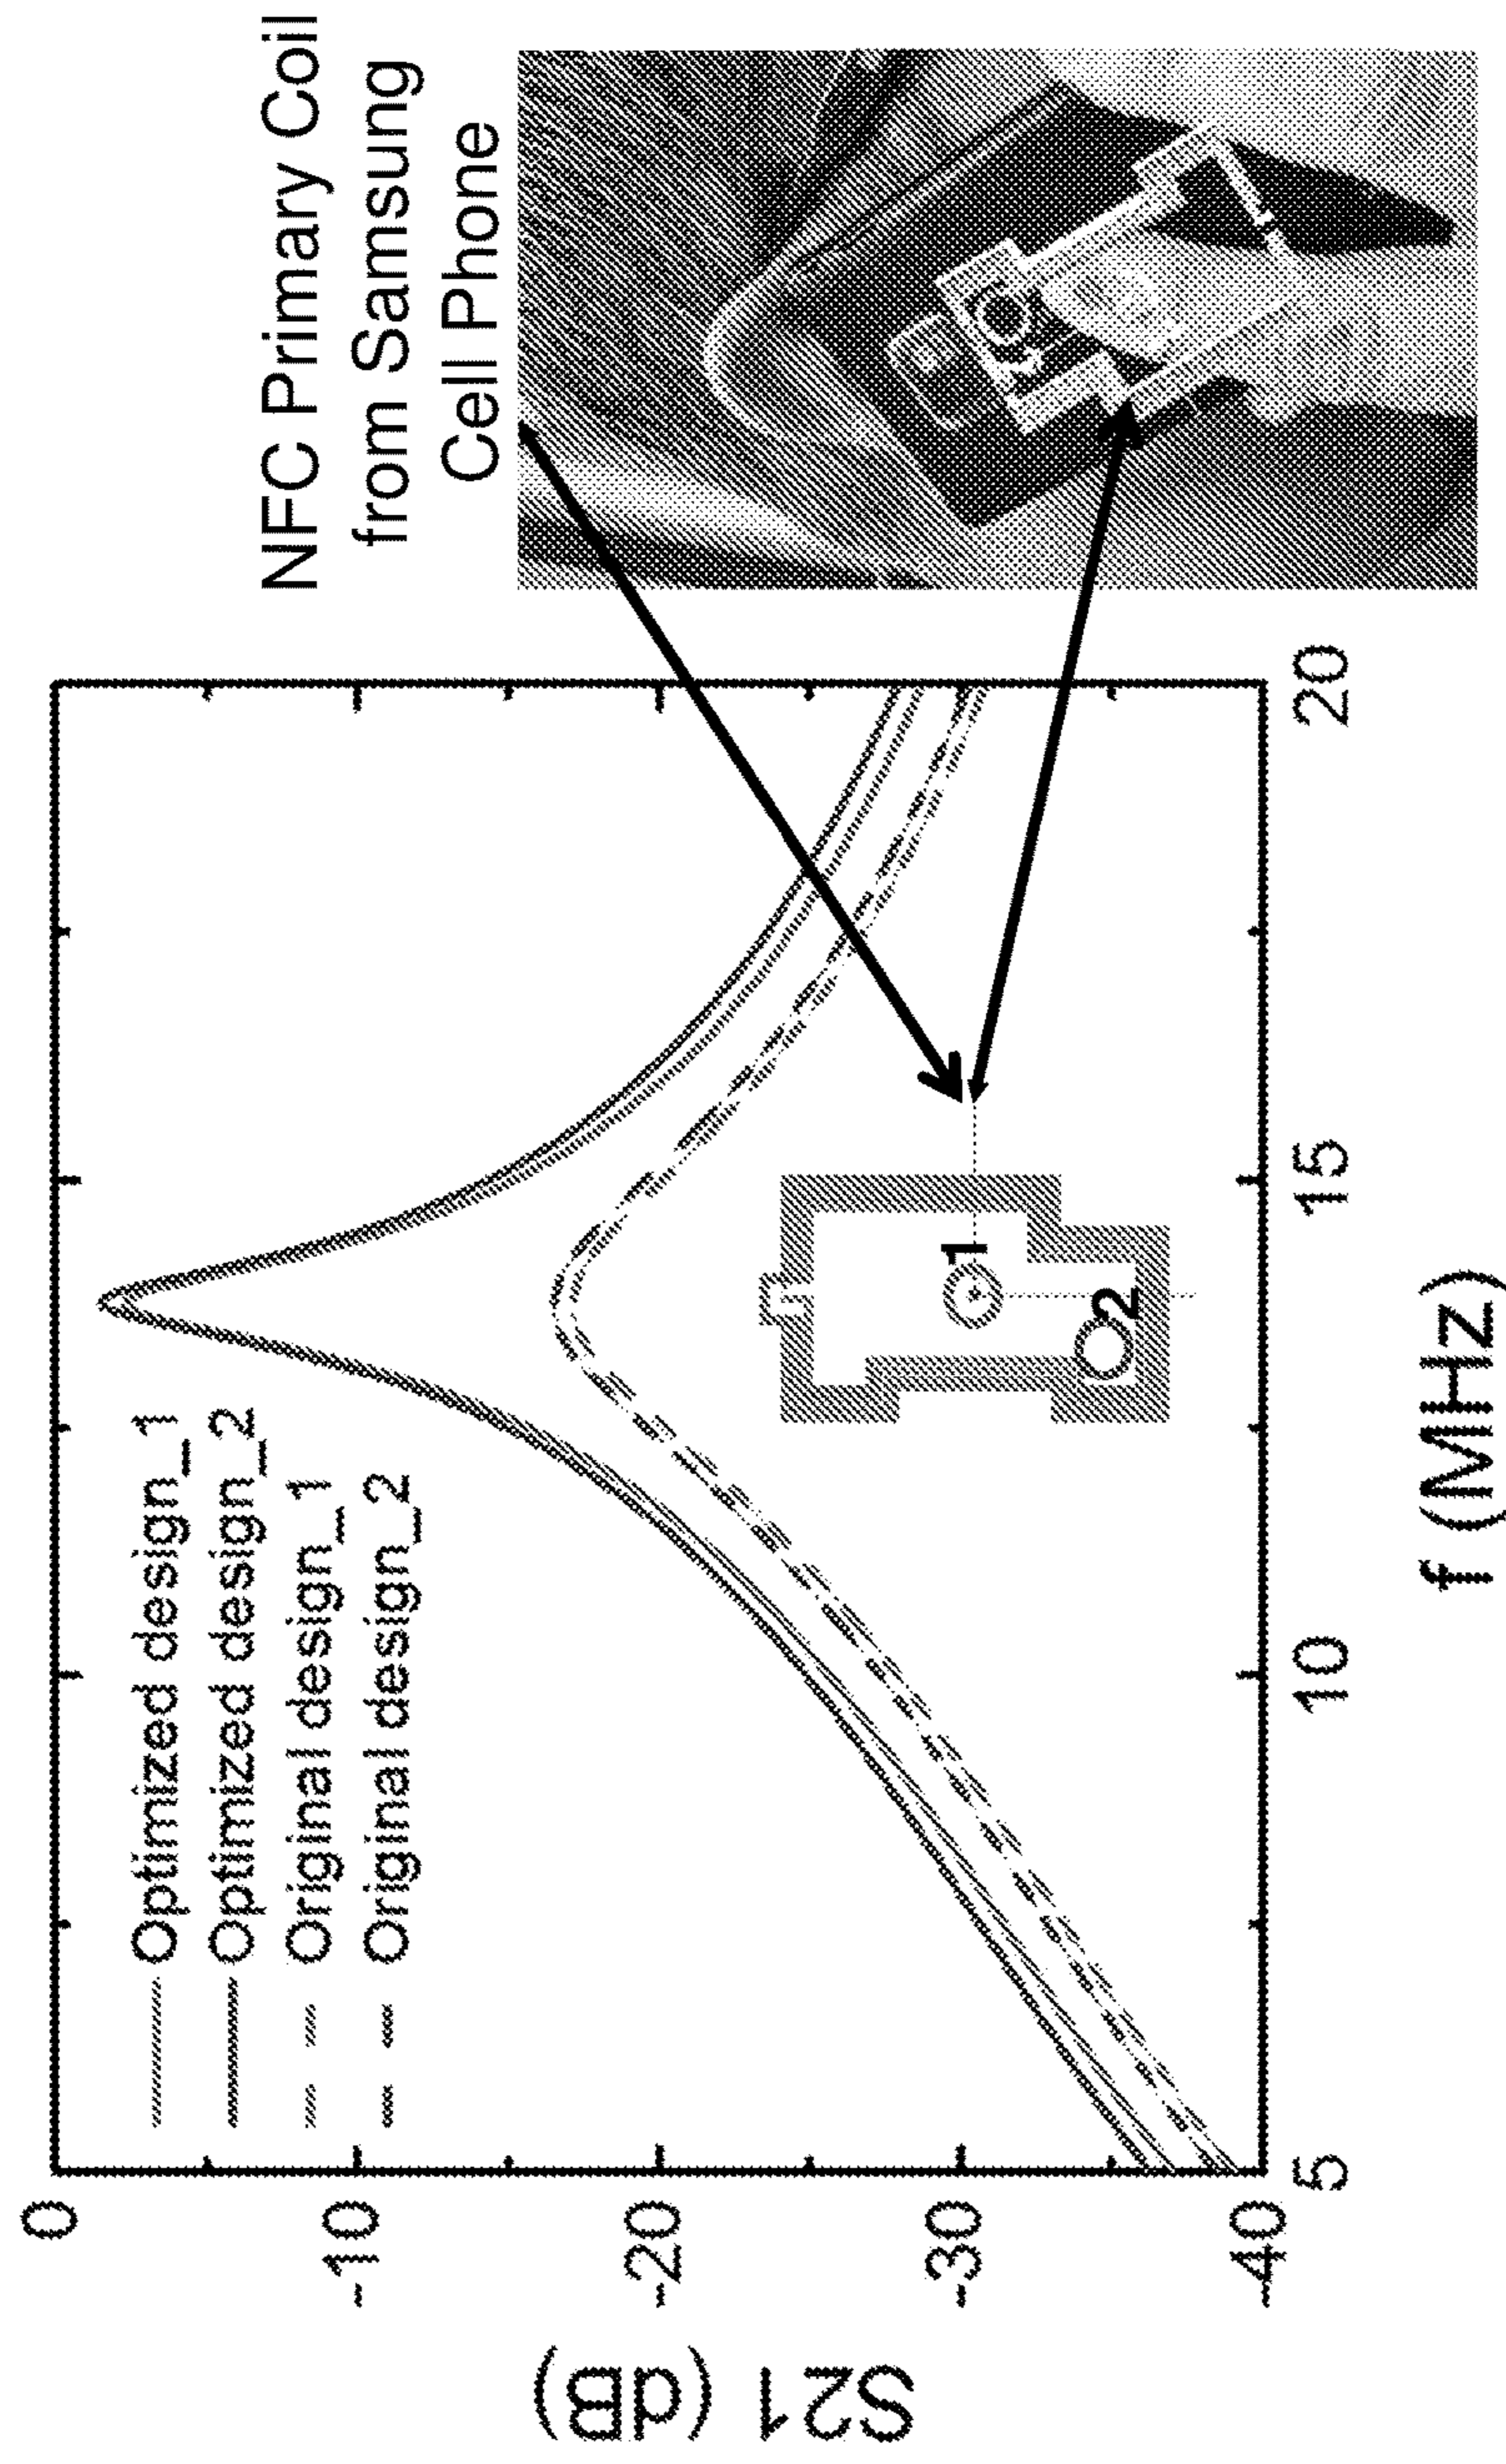 S21 (dB)
0
-10
-20
-30
-40
Optimized design_1
Optimized design_2
Original design_1
Original design_2
1
2
5
10
15
20
f (MHz)
NFC Primary Coil
from Samsung
Cell Phone